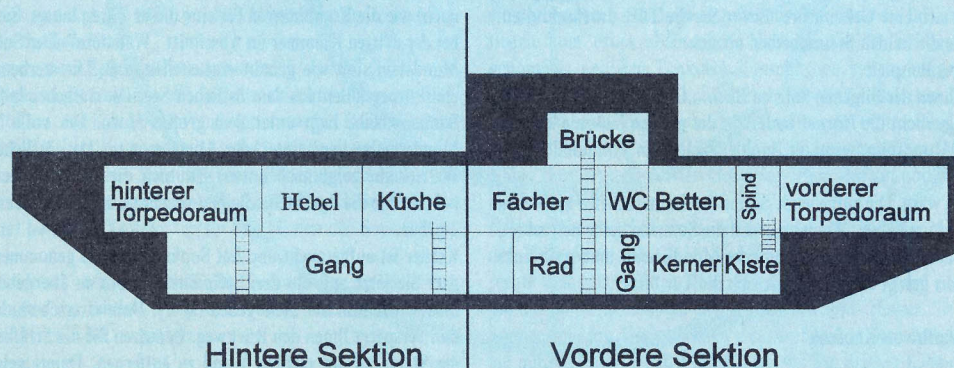 Brücke
hinterer
Torpedoraum
Hebel
Küche
Fächer
WC
Betten
Spind
vorderer
Torpedoraum
Gang
Rad
Gang
Kerner
Kiste
Hintere Sektion
Vordere Sektion